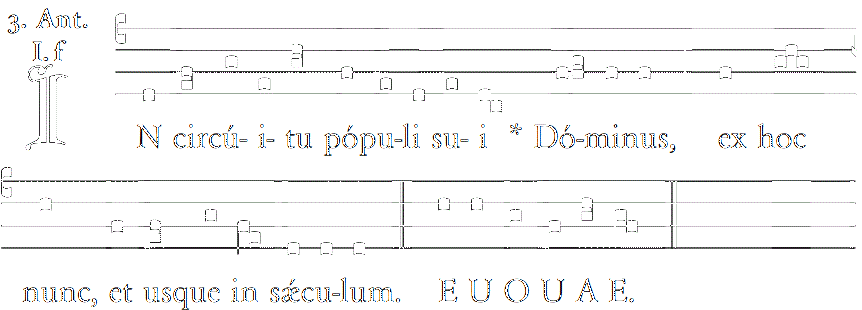 3. Ant.
I. f
IN circú- i- tu pópu-li su- i * Dó-minus, ex hoc
nunc, et usque in sǽcu-lum. E U O U A E.